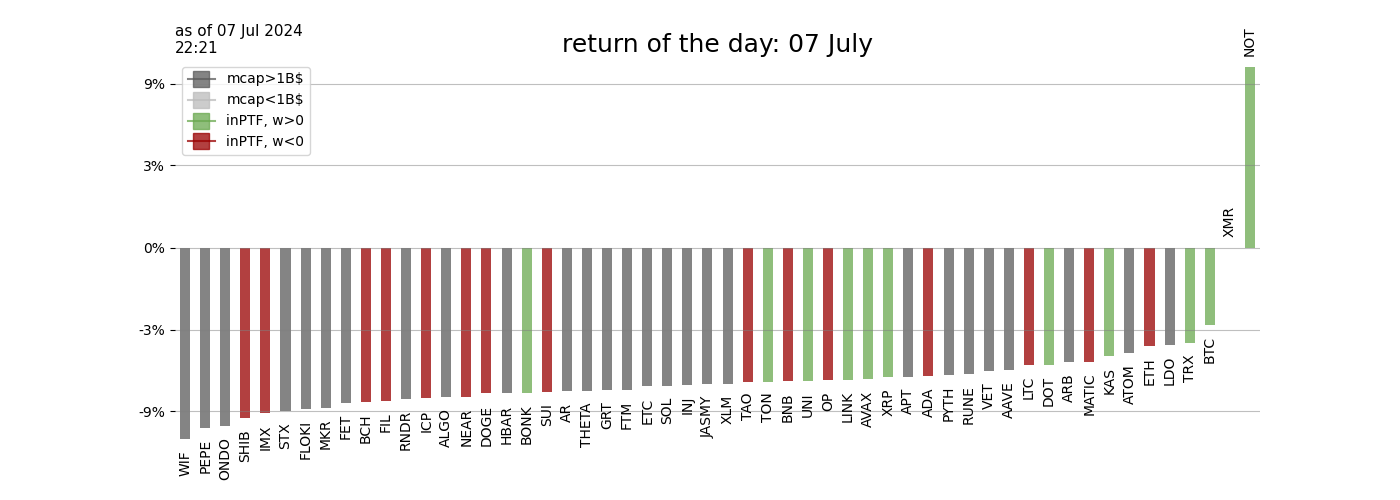 as of 07 Jul 2024
22:21
return of the day: 07 July
mcap>1B$
mcap<1B$
inPTF, w>0
inPTF, w<0
9%
3%
0%
-3%
-9%
WIF
PEPE
ONDO
SHIB
IMX
STX
FLOKI
MKR
FET
BCH
FIL
RNDR
ICP
ALGO
NEAR
DOGE
HBAR
BONK
SUI
AR
THETA
GRT
FTM
ETC
SOL
INJ
JASMY
XLM
TAO
TON
BNB
UNI
OP
LINK
AVAX
XRP
APT
ADA
PYTH
RUNE
VET
AAVE
LTC
DOT
ARB
MATIC
KAS
ATOM
ETH
LDO
TRX
BTC
XMR
NOT